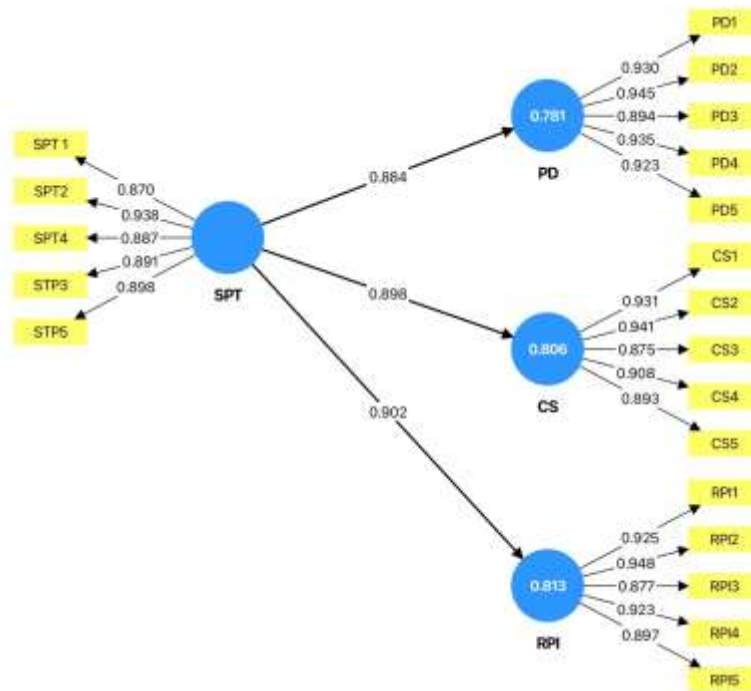 PD1
0.930
PD2
0.945
0.781
0.894
PD3
0.935
PD4
PD
0.923
PD5
SPT 1
0.870
SPT2
0.938
SPT4
0.887
STP3
0.891
STP5
0.898
SPT
0.884
0.898
0.902
CS1
0.931
CS2
0.941
0.806
0.875
CS3
0.908
CS4
CS
0.893
CS5
RPI1
0.925
RPI2
0.948
0.813
0.877
RPI3
0.923
RPI4
RPI
0.897
RPI5